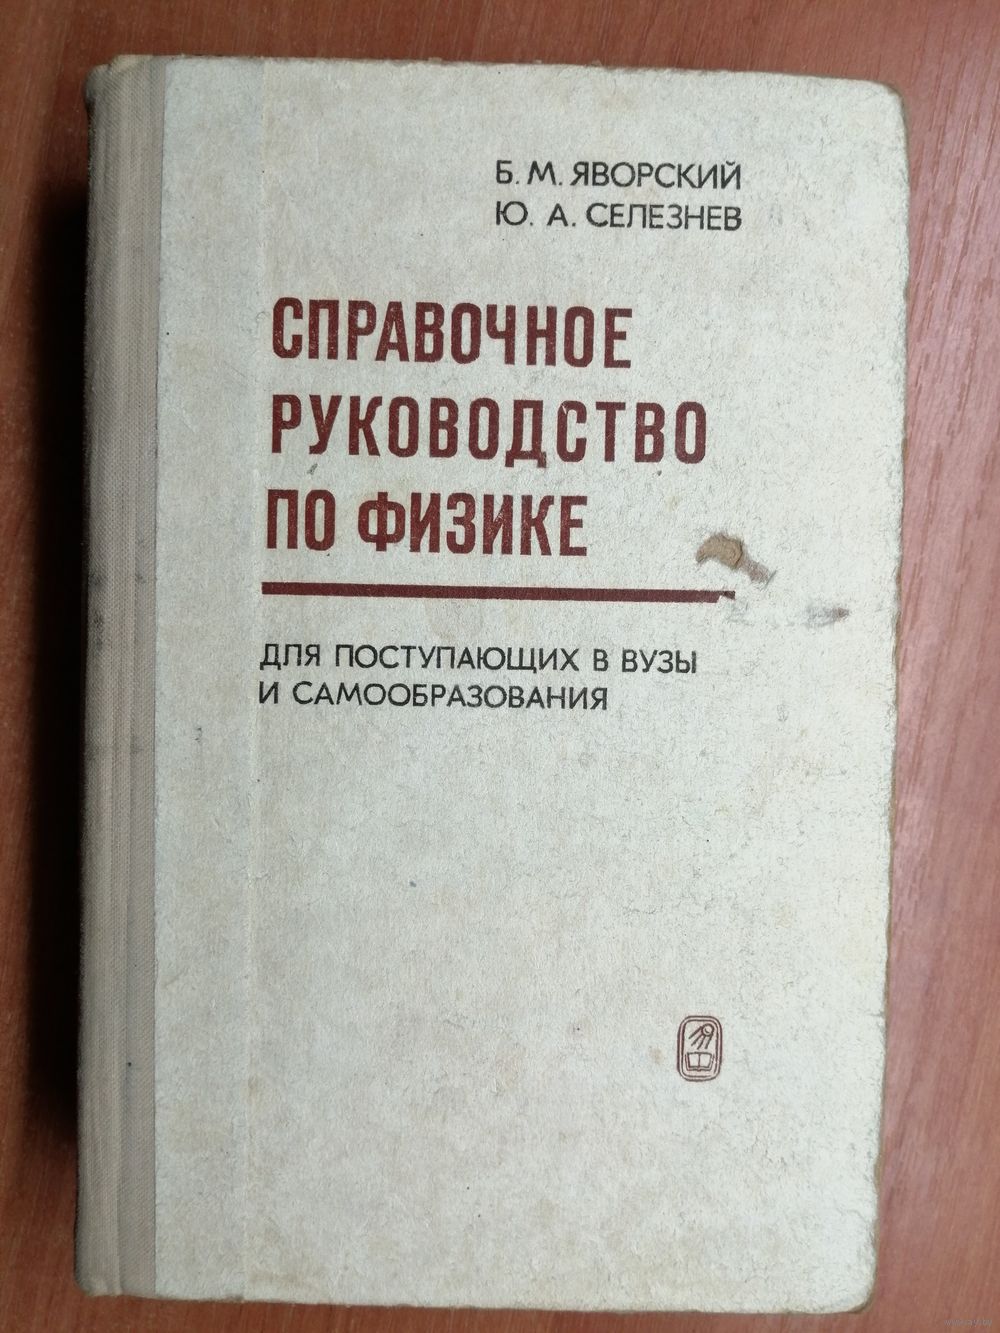 Б. М. ЯВОРСКИЙ
Ю. А. СЕЛЕЗНЕВ
СПРАВОЧНОЕ
РУКОВОДСТВО
ПО ФИЗИКЕ
ДЛЯ ПОСТУПАЮЩИХ В ВУЗЫ
И САМООБРАЗОВАНИЯ